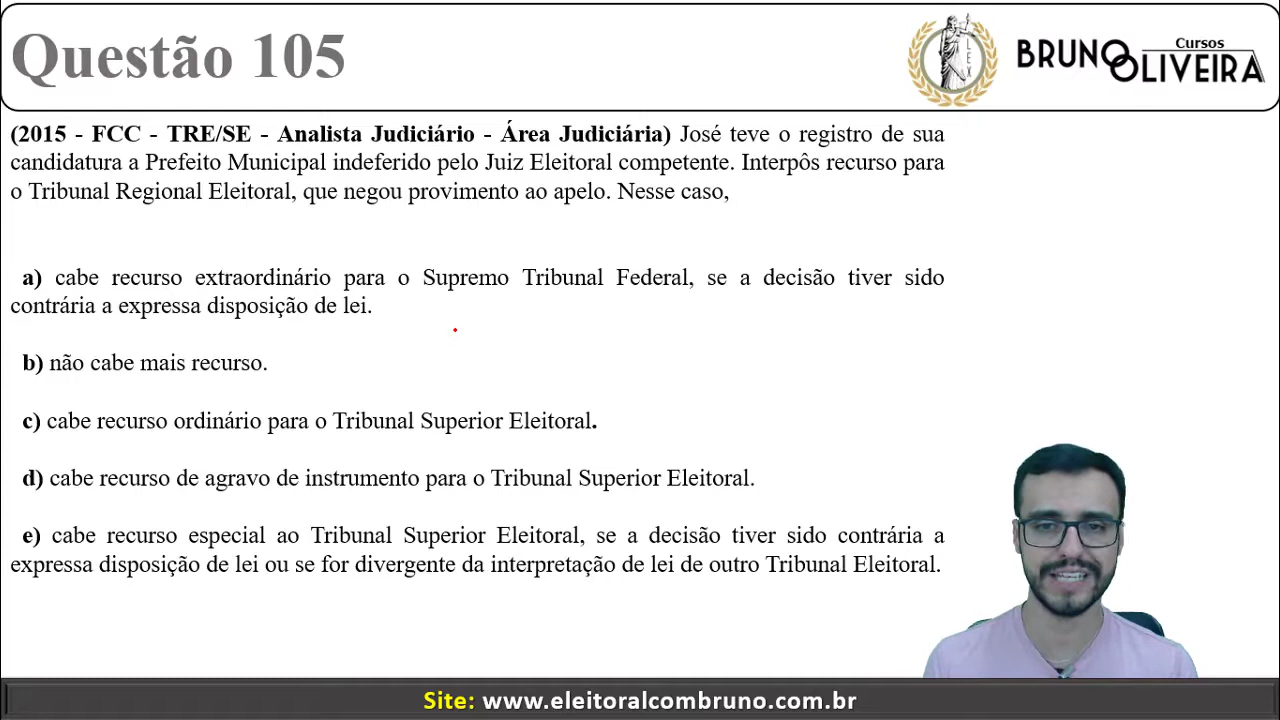 Questão 105
LEX
Cursos
BRUNO
OLIVEIRA
(2015 - FCC - TRE/SE - Analista Judiciário - Área Judiciária) José teve o registro de sua
candidatura a Prefeito Municipal indeferido pelo Juiz Eleitoral competente. Interpôs recurso para
o Tribunal Regional Eleitoral, que negou provimento ao apelo. Nesse caso,
a) cabe recurso extraordinário para o Supremo Tribunal Federal, se a decisão tiver sido
contrária a expressa disposição de lei.
b) não cabe mais recurso.
c) cabe recurso ordinário para o Tribunal Superior Eleitoral.
d) cabe recurso de agravo de instrumento para o Tribunal Superior Eleitoral.
e) cabe recurso especial ao Tribunal Superior Eleitoral, se a decisão tiver sido contrária a
expressa disposição de lei ou se for divergente da interpretação de lei de outro Tribunal Eleitoral.
Site: www.eleitoralcombruno.com.br